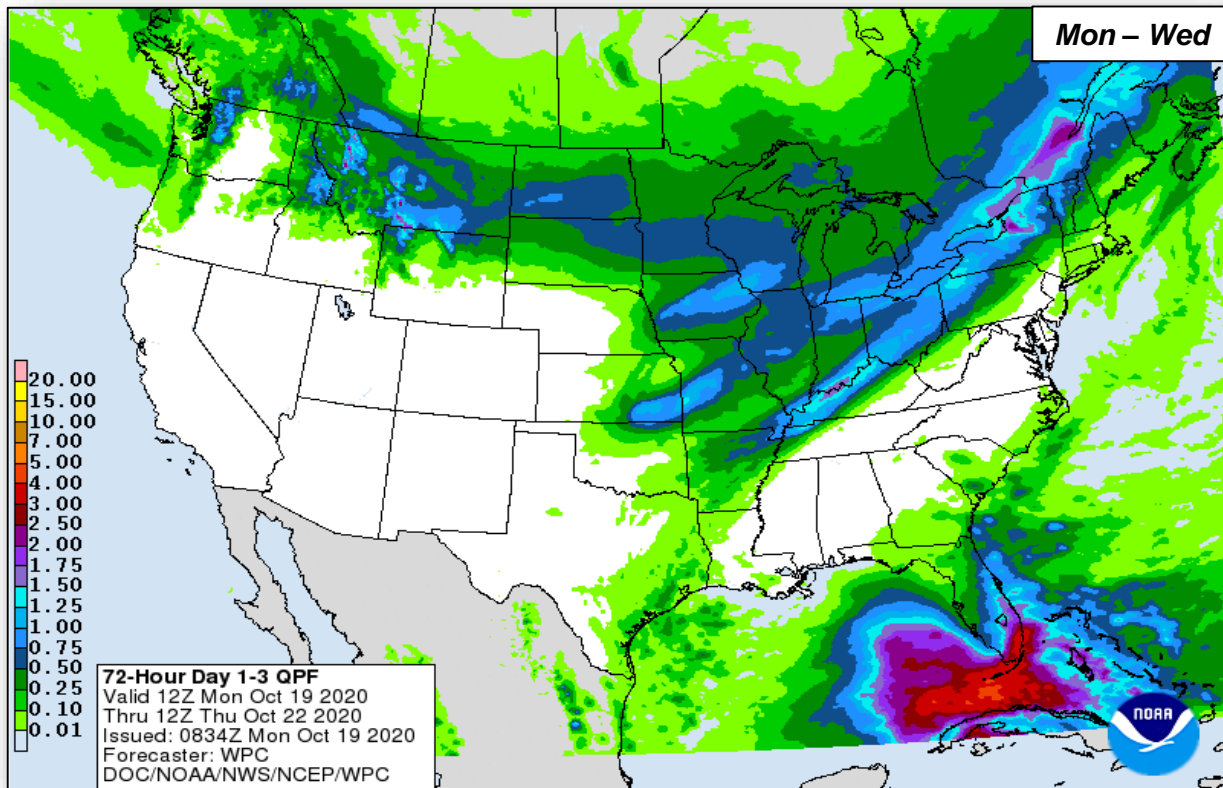 Mon – Wed
20.00
15.00
10.00
7.00
5.00
4.00
3.00
2.50
2.00
1.75
1.50
1.25
1.00
0.75
0.50
0.25
0.10
0.01
72-Hour Day 1-3 QPF
Valid 12Z Mon Oct 19 2020
Thru 12Z Thu Oct 22 2020
Issued: 0834Z Mon Oct 19 2020
Forecaster: WPC
DOC/NOAA/NWS/NCEP/WPC
NOAA